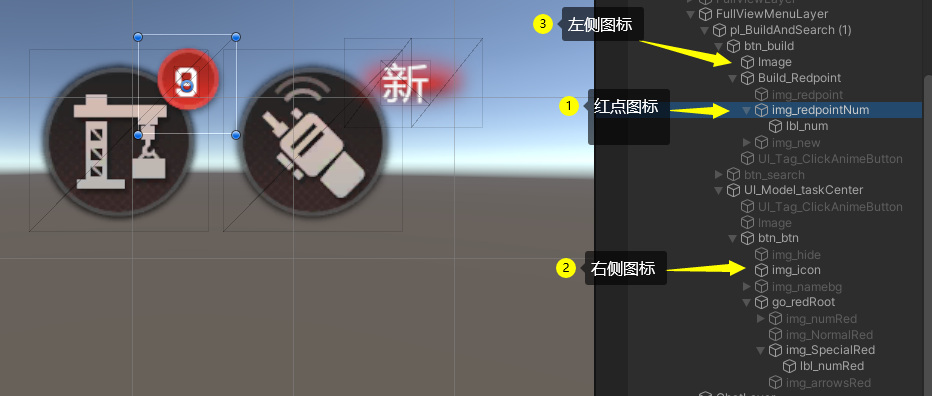 9
新
3
左侧图标
1
红点图标
2
右侧图标
FullViewMenuLayer
pl_BuildAndSearch (1)
btn_build
Image
Build_Redpoint
img_redpoint
img_redpointNum
lbl_num
img_new
UI_Tag_ClickAnimeButton
btn_search
UI_Model_taskCenter
UI_Tag_ClickAnimeButton
Image
btn_btn
img_hide
img_icon
img_namebg
go_redRoot
img_numRed
img_NormalRed
img_SpecialRed
lbl_numRed
img_arrowsRed